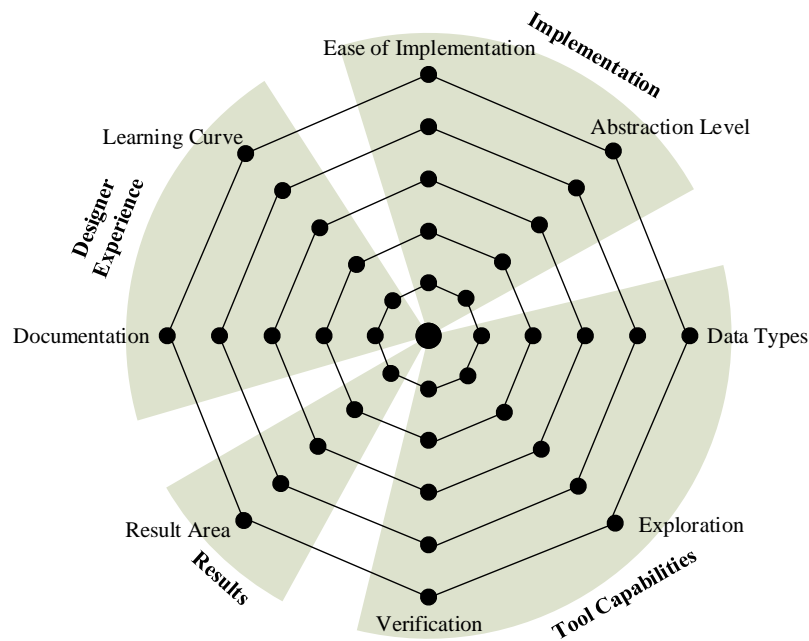 Ease of Implementation
Implementation
Abstraction Level
Learning Curve
Designer
Experience
Documentation
Data Types
Result Area
Results
Exploration
Tool Capabilities
Verification